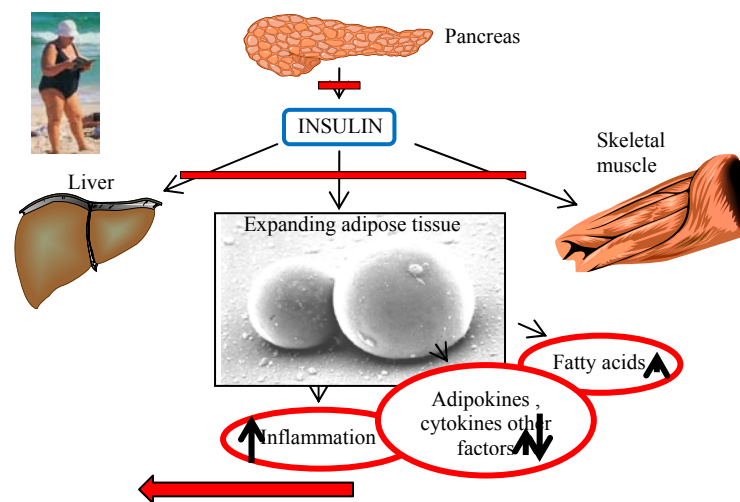 Pancreas
INSULIN
Skeletal
muscle
Liver
Expanding adipose tissue
Fatty acids
Adipokines ,
cytokines other
factors
Inflammation